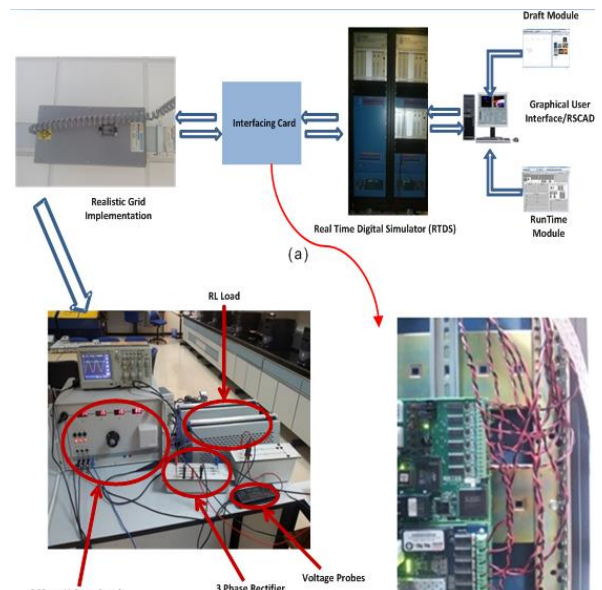 Draft Module
Graphical User
Interface/RSCAD
Interfacing Card
Realistic Grid
Implementation
Real Time Digital Simulator (RTDS)
RunTime
Module
(a)
RL Load
3 Phase Rectifier
Voltage Probes